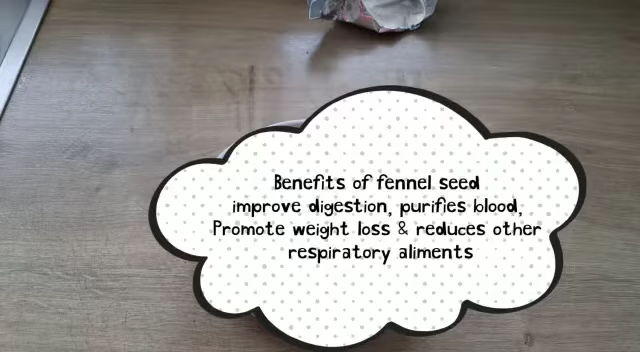 Benefits of fennel seed
improve digestion, purifies blood,
Promote weight loss & reduces other
respiratory aliments